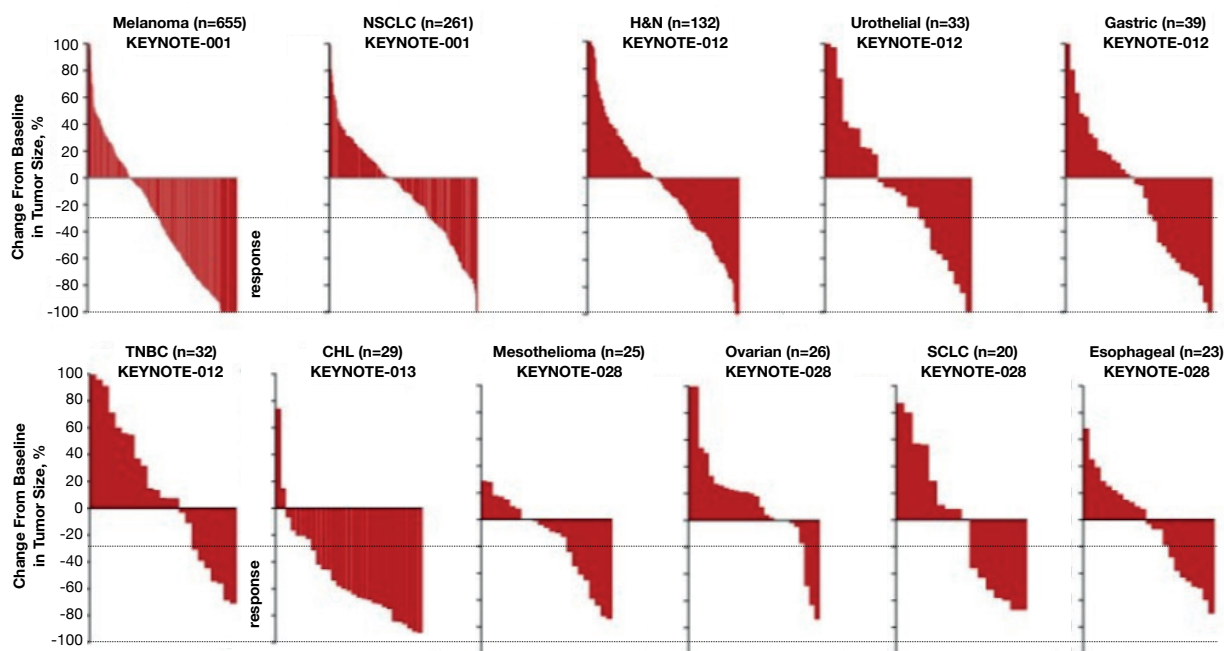 Melanoma (n=655)
KEYNOTE-001
NSCLC (n=261)
KEYNOTE-001
H&N (n=132)
KEYNOTE-012
Urothelial (n=33)
KEYNOTE-012
Gastric (n=39)
KEYNOTE-012
Change From Baseline
in Tumor Size, %
100
80
60
40
20
0
-20
-40
-60
-80
-100
response
TNBC (n=32)
KEYNOTE-012
CHL (n=29)
KEYNOTE-013
Mesothelioma (n=25)
KEYNOTE-028
Ovarian (n=26)
KEYNOTE-028
SCLC (n=20)
KEYNOTE-028
Esophageal (n=23)
KEYNOTE-028
Change From Baseline
in Tumor Size, %
100
80
60
40
20
0
-20
-40
-60
-80
-100
response